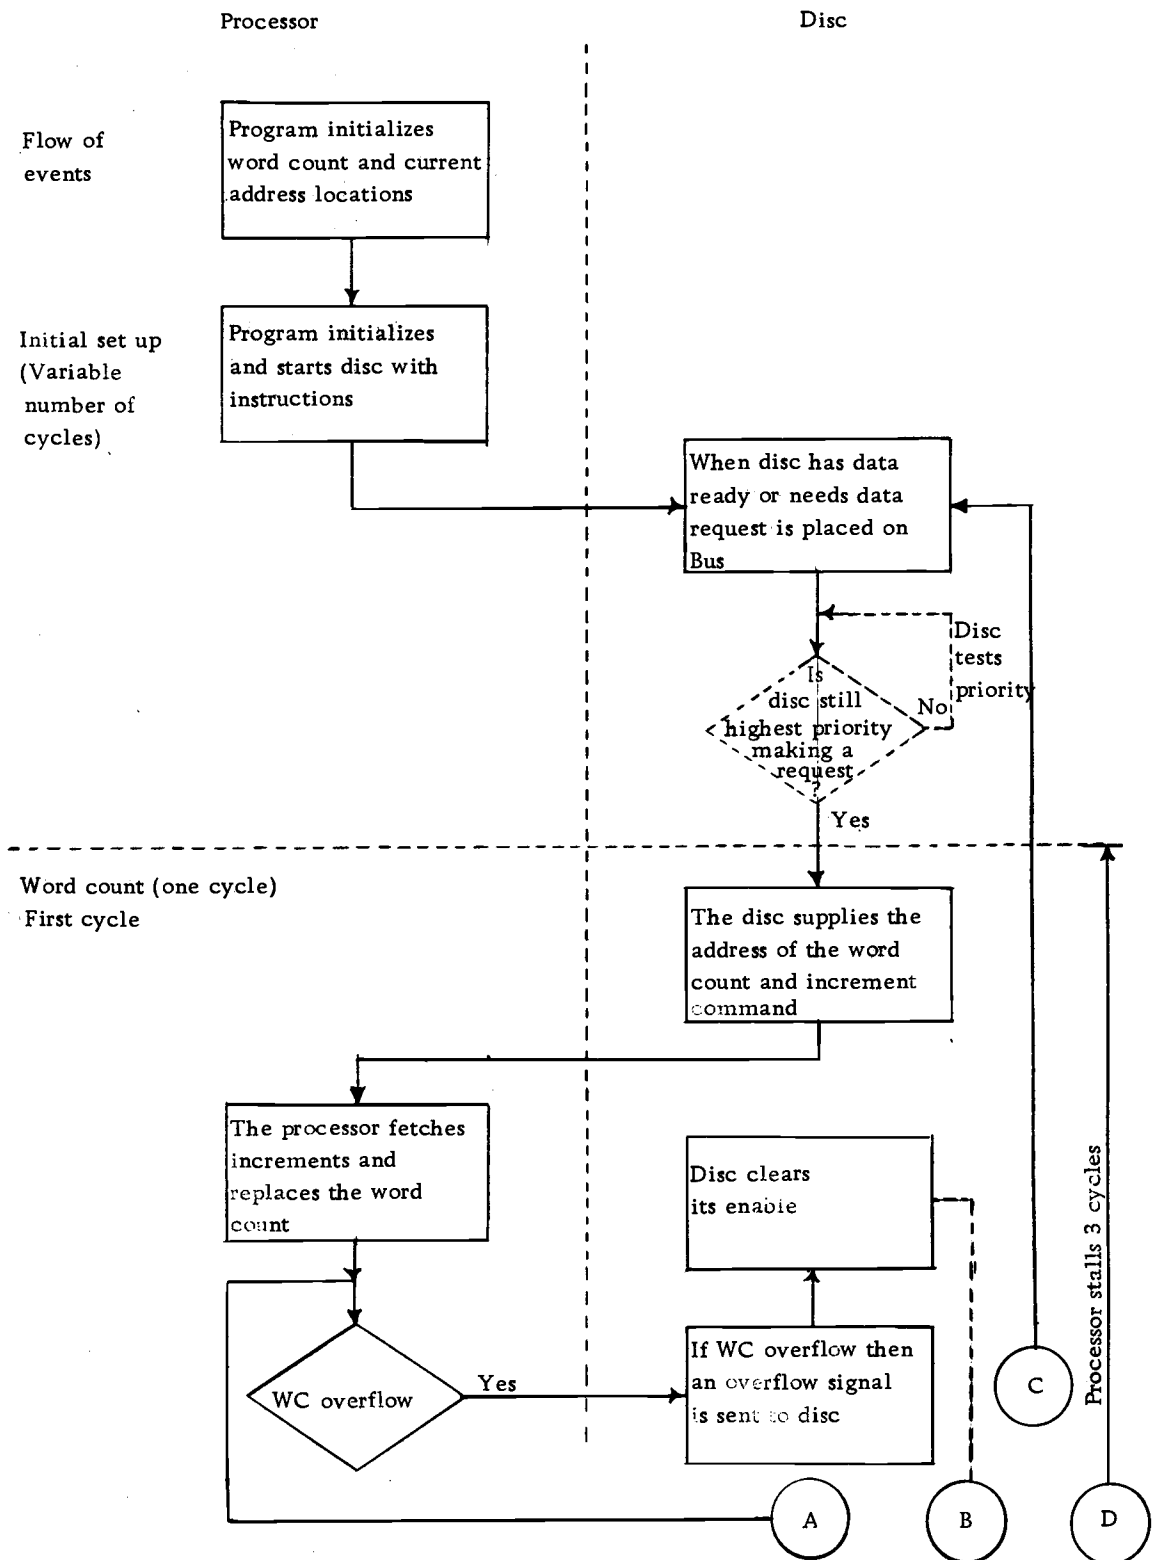 Processor
Disc
Flow of
events
Program initializes
word count and current
address locations
Initial set up
(Variable
number of
cycles)
Program initializes
and starts disc with
instructions
When disc has data
ready or needs data
request is placed on
Bus
Disc
tests
priority
Is
disc still
highest priority
making a
request
?
No
Yes
Word count (one cycle)
First cycle
The disc supplies the
address of the word
count and increment
command
The processor fetches
increments and
replaces the word
count
Disc clears
its enable
Processor stalls 3 cycles
WC overflow
Yes
If WC overflow then
an overflow signal
is sent to disc
C
A
B
D